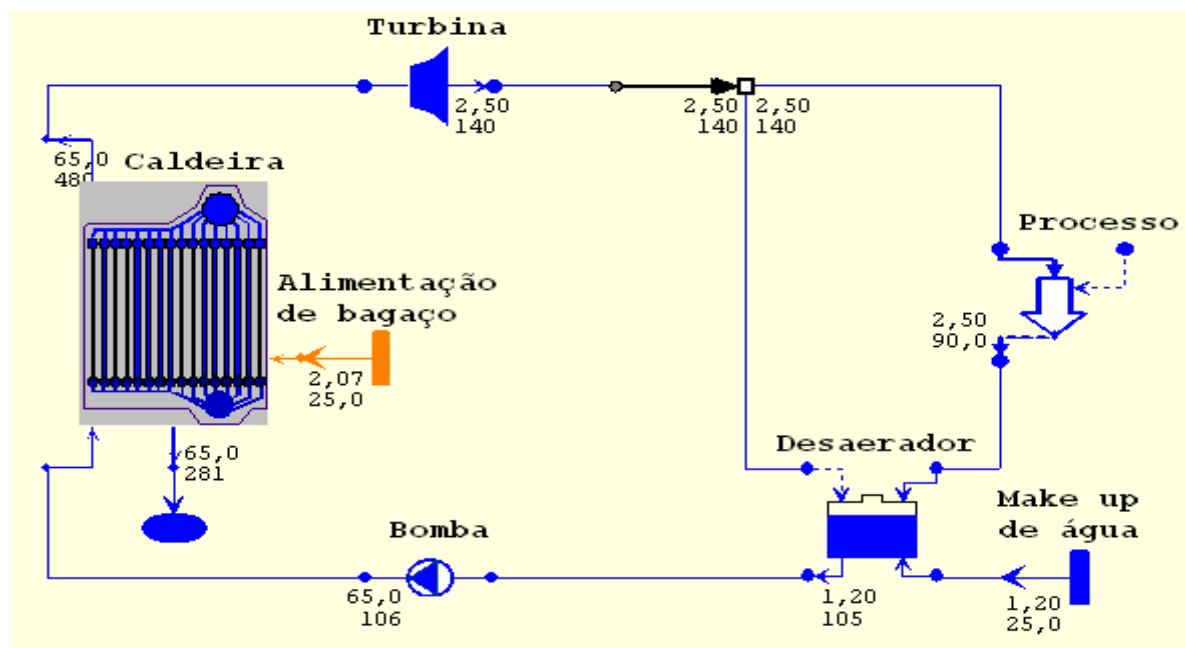 Turbina
2,50
140
2,50
140
2,50
140
65,0
480
Caldeira
Processo
Alimentação
de bagaço
2,50
90,0
2,07
25,0
65,0
281
Desaerador
Make up
de água
Bomba
65,0
106
1,20
105
1,20
25,0